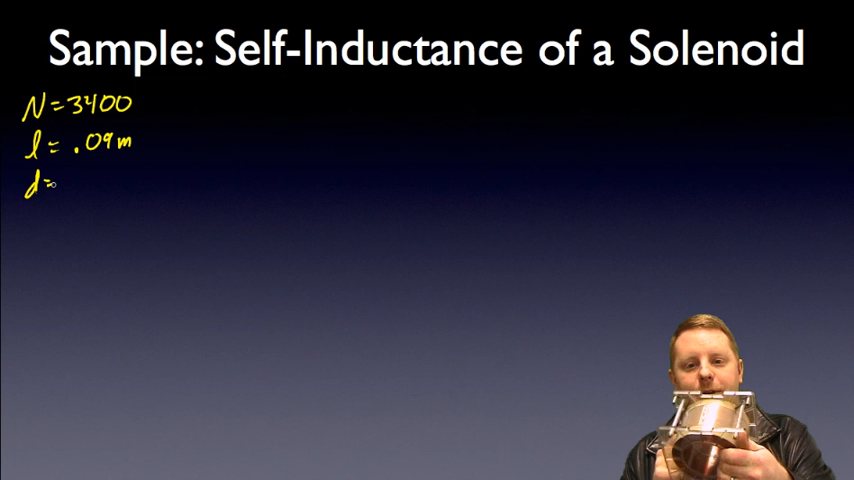 Sample: Self-Inductance of a Solenoid
N = 3400
l = .09m
d=